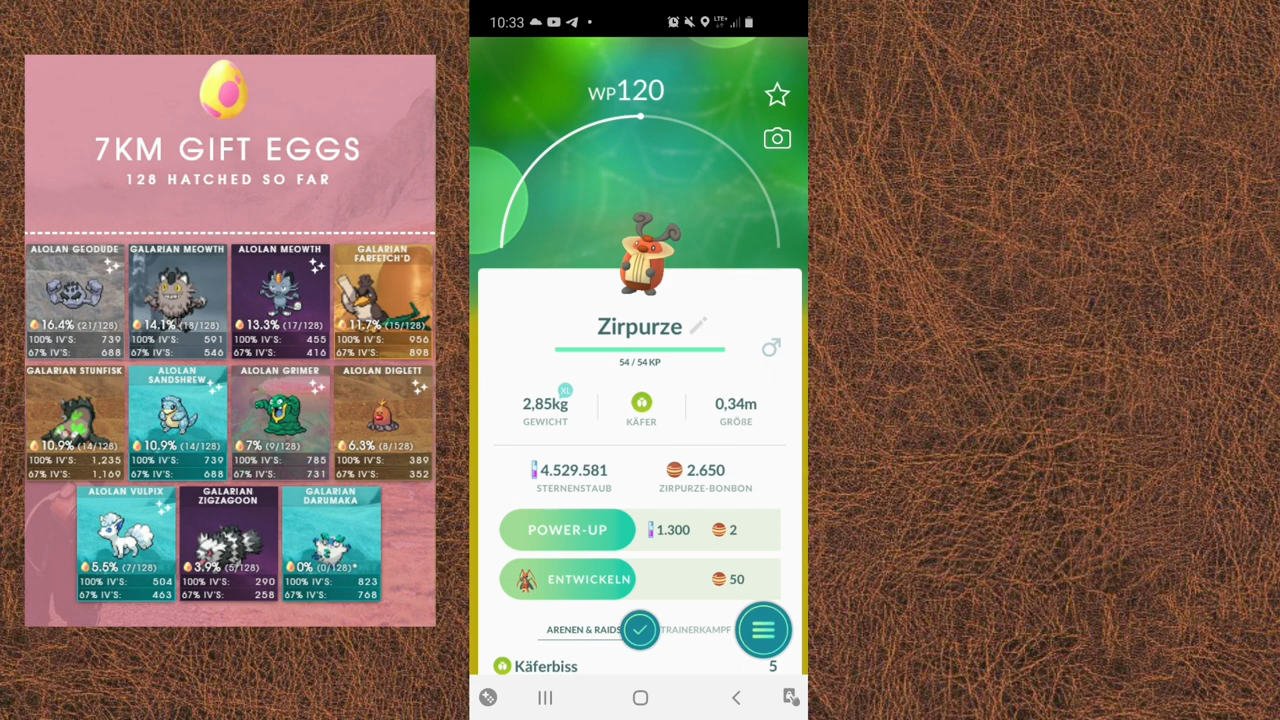 7KM GIFT EGGS
128 HATCHED SO FAR
ALOLAN GEODUDE
16.4% (21/128)
100% IV'S: 739
67% IV'S: 688
GALARIAN MEOWTH
14.1% (18/128)
100% IV'S: 591
67% IV'S: 546
ALOLAN MEOWTH
13.3% (17/128)
100% IV'S: 455
67% IV'S: 416
GALARIAN
FARFETCH'D
11.7% (15/128)
100% IV'S: 956
67% IV'S: 898
GALARIAN STUNFISK
10.9% (14/128)
100% IV'S: 1,235
67% IV'S: 1,169
ALOLAN
SANDSHREW
10.9% (14/128)
100% IV'S: 739
67% IV'S: 688
ALOLAN GRIMER
7% (9/128)
100% IV'S: 785
67% IV'S: 731
ALOLAN DIGLETT
6.3% (8/128)
100% IV'S: 389
67% IV'S: 352
ALOLAN VULPIX
5.5% (7/128)
100% IV'S: 504
67% IV'S: 463
GALARIAN
ZIGZAGOON
3.9% (5/128)
100% IV'S: 290
67% IV'S: 258
GALARIAN
DARUMAKA
0% (0/128)*
100% IV'S: 823
67% IV'S: 768
10:33
LTE+
WP120
Zirpurze
54 / 54 KP
XL
2,85kg
GEWICHT
KÄFER
0,34m
GRÖßE
4.529.581
STERNENSTAUB
2.650
ZIRPURZE-BONBON
POWER-UP 1.300 2
ENTWICKELN 50
ARENEN & RAIDS TRAINERKAMPF
Käferbiss 5